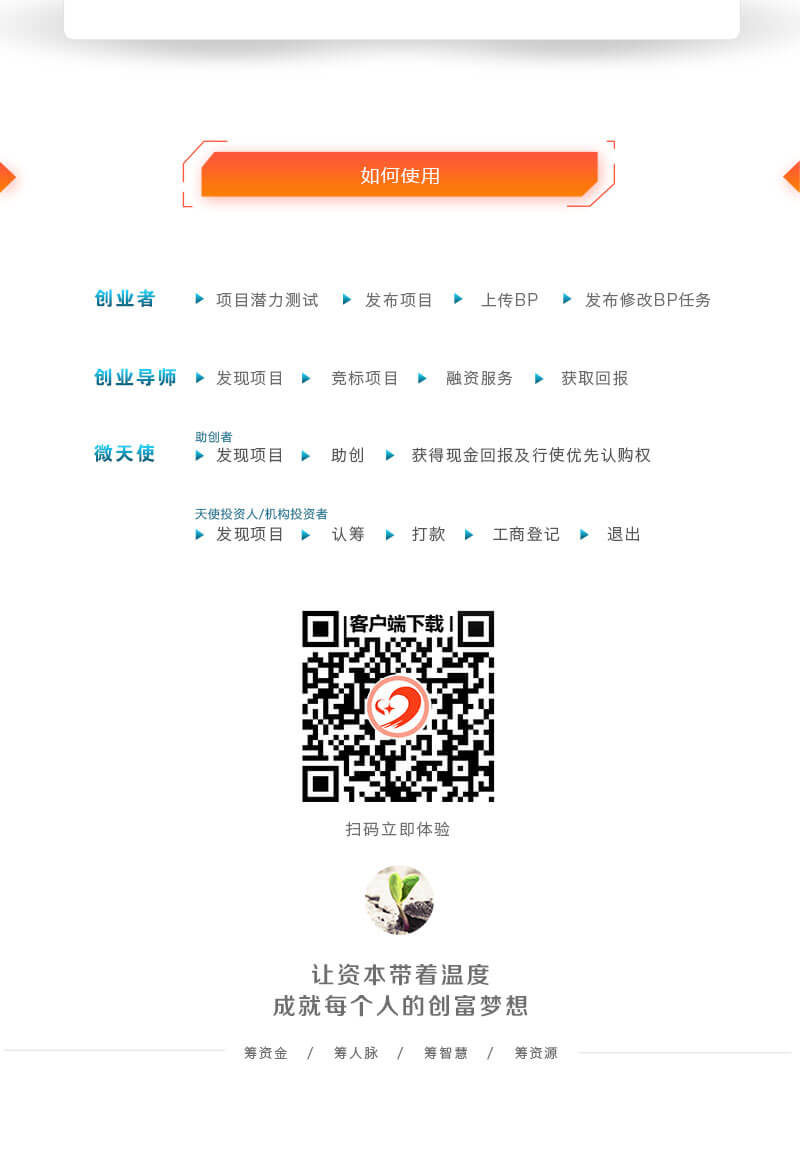 如何使用
创业者 项目潜力测试 发布项目 上传BP 发布修改BP任务
创业导师 发现项目 竞标项目 融资服务 获取回报
助创者
微天使 发现项目 助创 获得现金回报及行使优先认购权
天使投资人/机构投资者
发现项目 认筹 打款 工商登记 退出
客户端下载
扫码立即体验
让资本带着温度
成就每个人的创富梦想
筹资金 / 筹人脉 / 筹智慧 / 筹资源